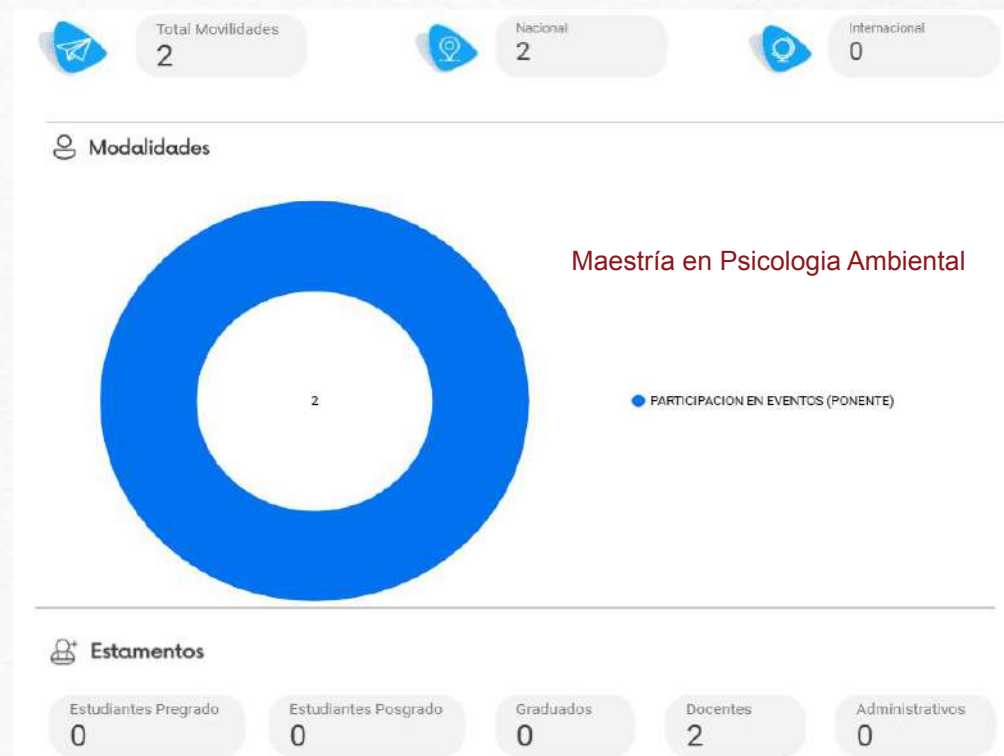 Total Movilidades
2
Nacional
2
Internacional
0
Modalidades
Maestría en Psicologia Ambiental
2
PARTICIPACION EN EVENTOS (PONENTE)
Estamentos
Estudiantes Pregrado
0
Estudiantes Posgrado
0
Graduados
0
Docentes
2
Administrativos
0